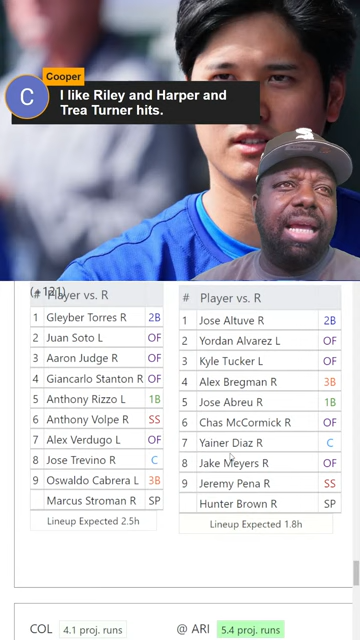 Cooper
C
I like Riley and Harper and
Trea Turner hits.
(+121)
# Player vs. R
1 Gleyber Torres R 2B
2 Juan Soto L OF
3 Aaron Judge R OF
4 Giancarlo Stanton R OF
5 Anthony Rizzo L 1B
6 Anthony Volpe R SS
7 Alex Verdugo L OF
8 Jose Trevino R C
9 Oswaldo Cabrera L 3B
Marcus Stroman R SP
Lineup Expected 2.5h
# Player vs. R
1 Jose Altuve R 2B
2 Yordan Alvarez L OF
3 Kyle Tucker L OF
4 Alex Bregman R 3B
5 Jose Abreu R 1B
6 Chas McCormick R OF
7 Yainer Diaz R C
8 Jake Meyers R OF
9 Jeremy Pena R SS
Hunter Brown R SP
Lineup Expected 1.8h
COL 4.1 proj. runs @ ARI 5.4 proj. runs